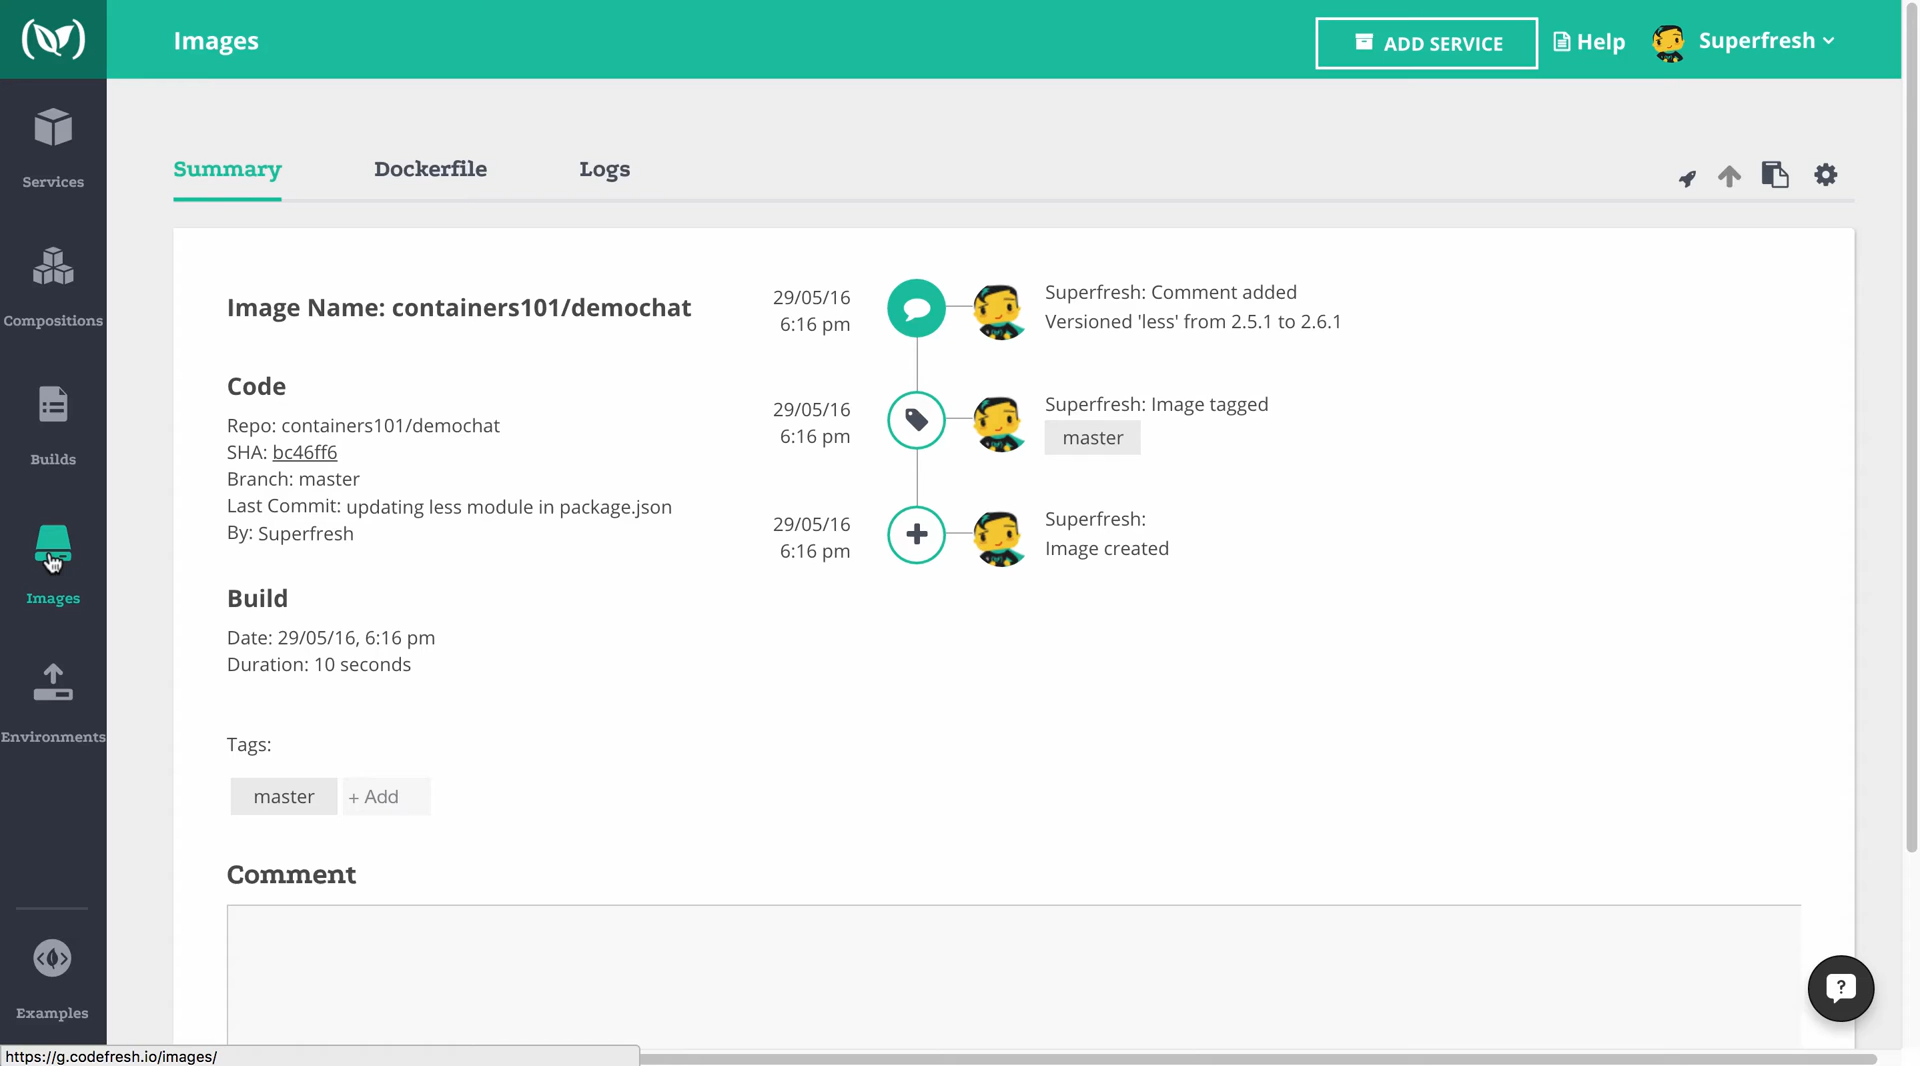 Images
ADD SERVICE
Help
Superfresh
Services
Compositions
Builds
Images
Environments
Examples
Summary
Dockerfile
Logs
Image Name: containers101/demochat
Code
Repo: containers101/demochat
SHA: bc46ff6
Branch: master
Last Commit: updating less module in package.json
By: Superfresh
Build
Date: 29/05/16, 6:16 pm
Duration: 10 seconds
Tags:
master
+ Add
29/05/16
6:16 pm
Superfresh: Comment added
Versioned 'less' from 2.5.1 to 2.6.1
29/05/16
6:16 pm
Superfresh: Image tagged
master
29/05/16
6:16 pm
Superfresh:
Image created
Comment
?
https://g.codefresh.io/images/